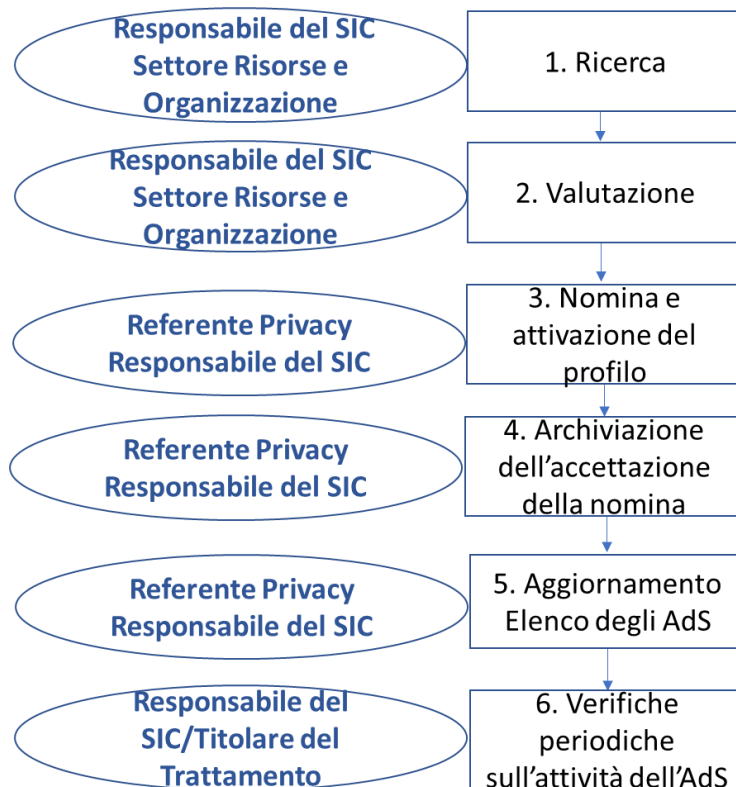 Responsabile del SIC
Settore Risorse e
Organizzazione
1. Ricerca
Responsabile del SIC
Settore Risorse e
Organizzazione
2. Valutazione
Referente Privacy
Responsabile del SIC
3. Nomina e
attivazione del
profilo
Referente Privacy
Responsabile del SIC
4. Archiviazione
dell’accettazione
della nomina
Referente Privacy
Responsabile del SIC
5. Aggiornamento
Elenco degli AdS
Responsabile del
SIC/Titolare del
Trattamento
6. Verifiche
periodiche
sull’attività dell’AdS